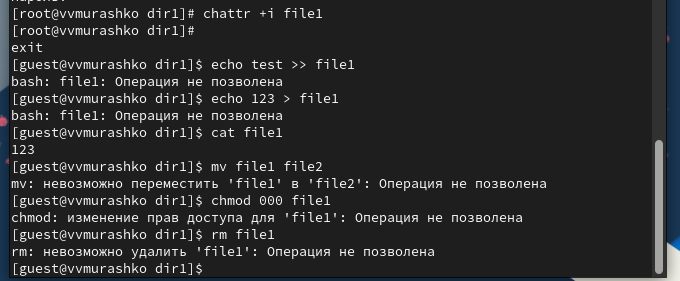 [root@vvmurashko dir1]# chattr +i file1
[root@vvmurashko dir1]#
exit
[guest@vvmurashko dir1]$ echo test >> file1
bash: file1: Операция не позволена
[guest@vvmurashko dir1]$ echo 123 > file1
bash: file1: Операция не позволена
[guest@vvmurashko dir1]$ cat file1
123
[guest@vvmurashko dir1]$ mv file1 file2
mv: невозможно переместить 'file1' в 'file2': Операция не позволена
[guest@vvmurashko dir1]$ chmod 000 file1
chmod: изменение прав доступа для 'file1': Операция не позволена
[guest@vvmurashko dir1]$ rm file1
rm: невозможно удалить 'file1': Операция не позволена
[guest@vvmurashko dir1]$